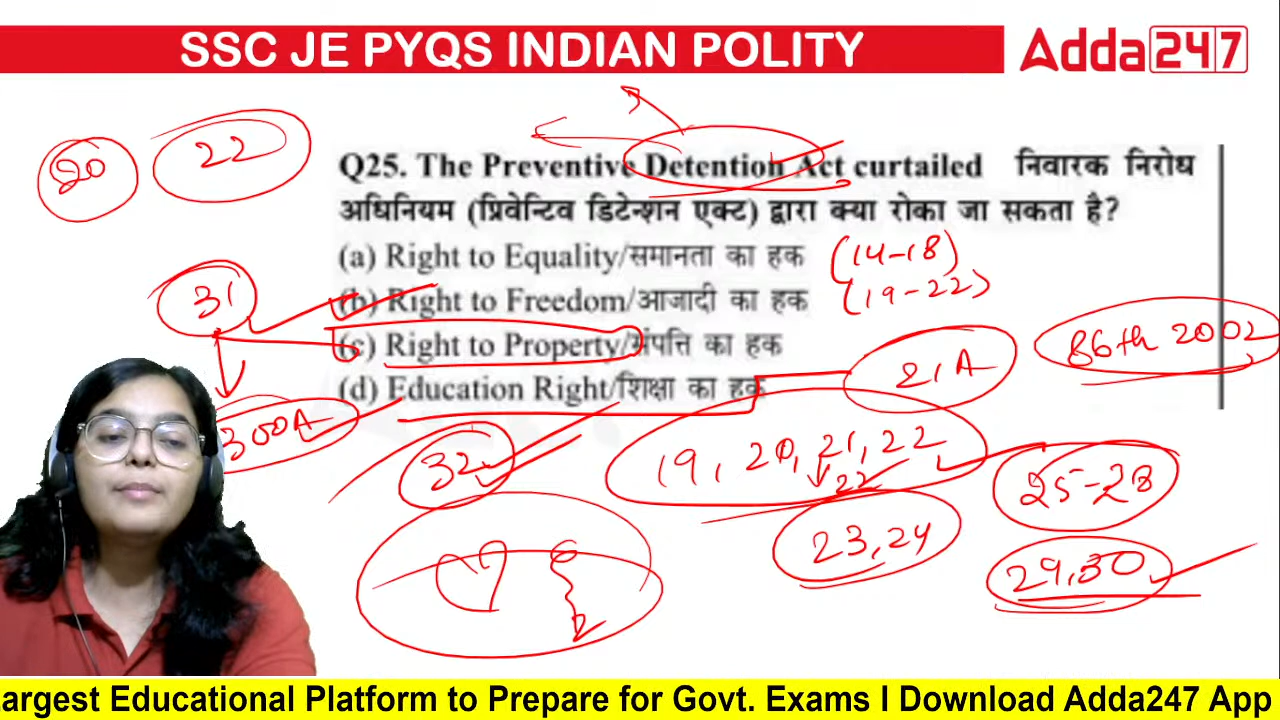 SSC JE PYQS INDIAN POLITY
Adda247
20
22
Q25. The Preventive Detention Act curtailed निवारक निरोध
अधिनियम (प्रिवेन्टिव डिटेन्शन एक्ट) द्वारा क्या रोका जा सकता है?
(a) Right to Equality/समानता का हक (14-18)
(b) Right to Freedom/आजादी का हक (19-22)
31
(c) Right to Property/संपत्ति का हक
86th 2002
(d) Education Right/शिक्षा का हक
21A
300A
32
19, 20, 21, 22
22
25-28
23, 24
29,30
Largest Educational Platform to Prepare for Govt. Exams I Download Adda247 App